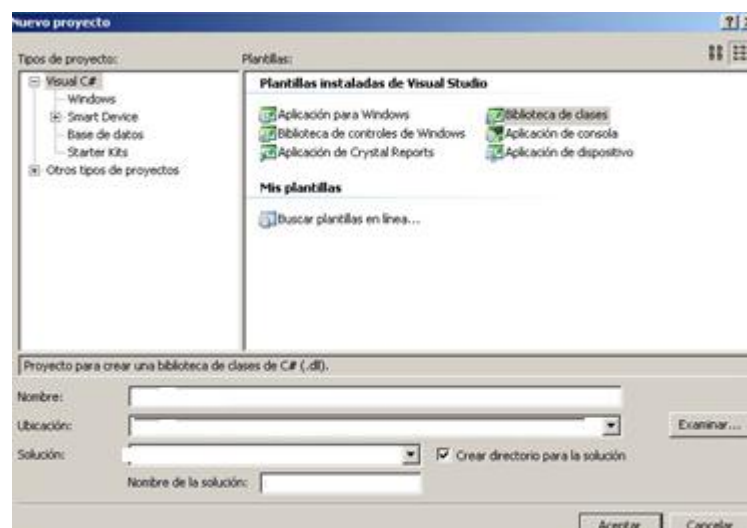 Nuevo proyecto
Tipos de proyecto:
Plantillas:
Visual C#
Windows
Smart Device
Base de datos
Starter Kits
Otros tipos de proyectos
Plantillas instaladas de Visual Studio
Aplicación para Windows
Biblioteca de clases
Biblioteca de controles de Windows
Aplicación de consola
Aplicación de Crystal Reports
Aplicación de dispositivo
Mis plantillas
Buscar plantillas en línea...
Proyecto para crear una biblioteca de clases de C# (.dll).
Nombre:
Ubicación:
Examinar...
Solución:
Crear directorio para la solución
Nombre de la solución:
Aceptar
Cancelar